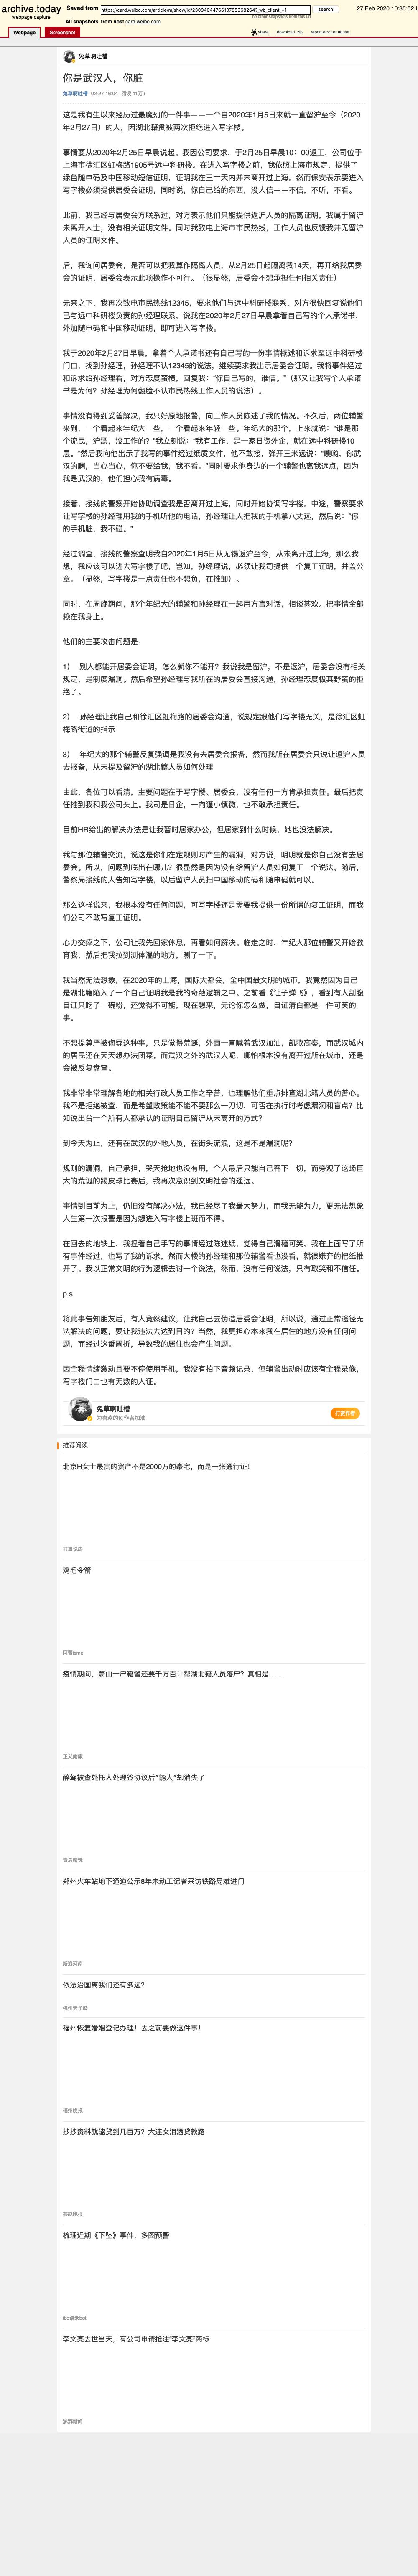 archive.today
webpage capture
Saved from
https://card.weibo.com/article/m/show/id/2309404476610785968264?_wb_client_=1
search
27 Feb 2020 10:35:52 U
no other snapshots from this url
All snapshots from host card.weibo.com
Webpage
Screenshot
share
download .zip
report error or abuse
兔草啊吐槽
你是武汉人，你脏
兔草啊吐槽 02-27 16:04 阅读 11万+
这是我有生以来经历过最魔幻的一件事——一个自2020年1月5日来就一直留沪至今（2020
年2月27日）的人，因湖北籍贯被两次拒绝进入写字楼。
事情要从2020年2月25日早晨说起。我因公司要求，于2月25日早晨10：00返工，公司位于
上海市徐汇区虹梅路1905号远中科研楼。在进入写字楼之前，我依照上海市规定，提供了
绿色随申码及中国移动短信证明，证明我在三十天内并未离开过上海。然而保安表示要进入
写字楼必须提供居委会证明，同时说，你自己给的东西，没人信——不信，不听，不看。
此前，我已经与居委会方联系过，对方表示他们只能提供返沪人员的隔离证明，我属于留沪
未离开人士，没有相关证明文件。同时我致电上海市市民热线，工作人员也反馈我并无留沪
人员的证明文件。
后，我询问居委会，是否可以把我算作隔离人员，从2月25日起隔离我14天，再开给我居委
会的证明，居委会表示此项操作不可行。（很显然，居委会不想承担任何相关责任）
无奈之下，我再次致电市民热线12345，要求他们与远中科研楼联系，对方很快回复说他们
已与远中科研楼负责的孙经理联系，说我在2020年2月27日早晨拿着自己写的个人承诺书，
外加随申码和中国移动证明，即可进入写字楼。
我于2020年2月27日早晨，拿着个人承诺书还有自己写的一份事情概述和诉求至远中科研楼
门口，找到孙经理，孙经理不认12345的说法，继续要求我出示居委会证明。我将事件经过
和诉求给孙经理看，对方态度蛮横，回复我：“你自己写的，谁信。”（那又让我写个人承诺
书是为何？孙经理为何翻脸不认市民热线工作人员的说法）。
事情没有得到妥善解决，我只好原地报警，向工作人员陈述了我的情况。不久后，两位辅警
来到，一个看起来年纪大一些，一个看起来年轻一些。年纪大的那个，上来就说：“谁是那
个流民，沪漂，没工作的？”我立刻说：“我有工作，是一家日资外企，就在远中科研楼10
层。”然后我向他出示了我写的事件经过纸质文件，他不敢接，弹开三米远说：“噢哟，你武
汉的啊，当心当心，你不要给我，我不看。”同时要求他身边的一个辅警也离我远点，因为
我是武汉的，他们担心我有病毒。
接着，接线的警察开始协助调查我是否离开过上海，同时开始协调写字楼。中途，警察要求
让写字楼的孙经理用我的手机听他的电话，孙经理让人把我的手机拿八丈远，然后说：“你
的手机脏，我不碰。”
经过调查，接线的警察查明我自2020年1月5日从无锡返沪至今，从未离开过上海，那么我
想，我应该可以进去写字楼了吧，岂知，孙经理说，必须让我司提供一个复工证明，并盖公
章。（显然，写字楼是一点责任也不想负，在推卸）。
同时，在周旋期间，那个年纪大的辅警和孙经理在一起用方言对话，相谈甚欢。把事情全部
赖在我身上。
他们的主要攻击问题是：
1） 别人都能开居委会证明，怎么就你不能开？我说我是留沪，不是返沪，居委会没有相关
规定，是制度漏洞。然后希望孙经理与我所在的居委会直接沟通，孙经理态度极其野蛮的拒
绝了。
2） 孙经理让我自己和徐汇区虹梅路的居委会沟通，说规定跟他们写字楼无关，是徐汇区虹
梅路街道的指示
3） 年纪大的那个辅警反复强调是我没有去居委会报备，然而我所在居委会只说让返沪人员
去报备，从未提及留沪的湖北籍人员如何处理
由此，各位可以看清，主要问题在于写字楼、居委会，没有任何一方肯承担责任。最后把责
任推到我和我公司头上。我司是日企，一向谨小慎微，也不敢承担责任。
目前HR给出的解决办法是让我暂时居家办公，但居家到什么时候，她也没法解决。
我与那位辅警交流，说这是你们在定规则时产生的漏洞，对方说，明明就是你自己没有去居
委会。所以，问题到底出在哪儿？很显然是因为没有给留沪人员如何复工一个说法。随后，
警察局接线的人告知写字楼，以后留沪人员扫中国移动的码和随申码就可以。
那么这样说来，我根本没有任何问题，可写字楼还是需要我提供一份所谓的复工证明，而我
们公司不敢写复工证明。
心力交瘁之下，公司让我先回家休息，再看如何解决。临走之时，年纪大那位辅警又开始教
育我，然后把我拉到测体温的地方，测了一下。
我当然无法想象，在2020年的上海，国际大都会，全中国最文明的城市，我竟然因为自己
是湖北籍陷入了一个自己证明我是我的奇葩逻辑之中。之前看《让子弹飞》，看到有人剖腹
自证只吃了一碗粉，还觉得不可能，现在想来，无论你怎么做，自证清白都是一件可笑的
事。
不想提尊严被侮辱这种事，只是觉得荒诞，外面一直喊着武汉加油，凯歌高奏，而武汉城内
的居民还在天天想办法团菜。而武汉之外的武汉人呢，哪怕根本没有离开过所在城市，还是
会被反复盘查。
我非常非常理解各地的相关行政人员工作之辛苦，也理解他们重点排查湖北籍人员的苦心。
我不是拒绝被查，而是希望政策能不能不要那么一刀切，可否在执行时考虑漏洞和盲点？比
如说出台一个所有人都承认的证明自己留沪从未离开的方式？
到今天为止，还有在武汉的外地人员，在街头流浪，这是不是漏洞呢？
规则的漏洞，自己承担，哭天抢地也没有用，个人最后只能自己吞下一切，而旁观了这场巨
大的荒诞的踢皮球比赛后，我再次意识到文明社会的遥远。
事情到目前为止，仍旧没有解决办法，我已经尽了我最大努力，而我无能为力，更无法想象
人生第一次报警是因为想进入写字楼上班而不得。
在回去的地铁上，我捏着自己手写的事情经过陈述纸，觉得自己滑稽可笑，我在上面写了所
有事件经过，也写了我的诉求，然而大楼的孙经理和那位辅警看也没看，就很嫌弃的把纸推
开了。我以正常文明的行为逻辑去讨一个说法，然而，没有任何说法，只有取笑和不信任。
p.s
将此事告知朋友后，有人竟然建议，让我自己去伪造居委会证明，所以说，通过正常途径无
法解决的问题，要让我违法去达到目的？当然，我更担心本来我在居住的地方没有任何问
题，而经过这番周折，导致我的居住也会产生问题。
因全程情绪激动且要不停使用手机，我没有拍下音频记录，但辅警出动时应该有全程录像，
写字楼门口也有无数的人证。
兔草啊吐槽
为喜欢的创作者加油
打赏作者
推荐阅读
北京H女士最贵的资产不是2000万的豪宅，而是一张通行证！
鸡毛令箭
疫情期间，萧山一户籍警还要千方百计帮湖北籍人员落户？真相是……
醉驾被查处托人处理签协议后“能人”却消失了
郑州火车站地下通道公示8年未动工记者采访铁路局难进门
新浪河南
依法治国离我们还有多远？
杭州天子岭
福州恢复婚姻登记办理！去之前要做这件事！
福州晚报
抄抄资料就能贷到几百万？大连女泪洒贷款路
燕赵晚报
梳理近期《下坠》事件，多图预警
李文亮去世当天，有公司申请抢注“李文亮”商标